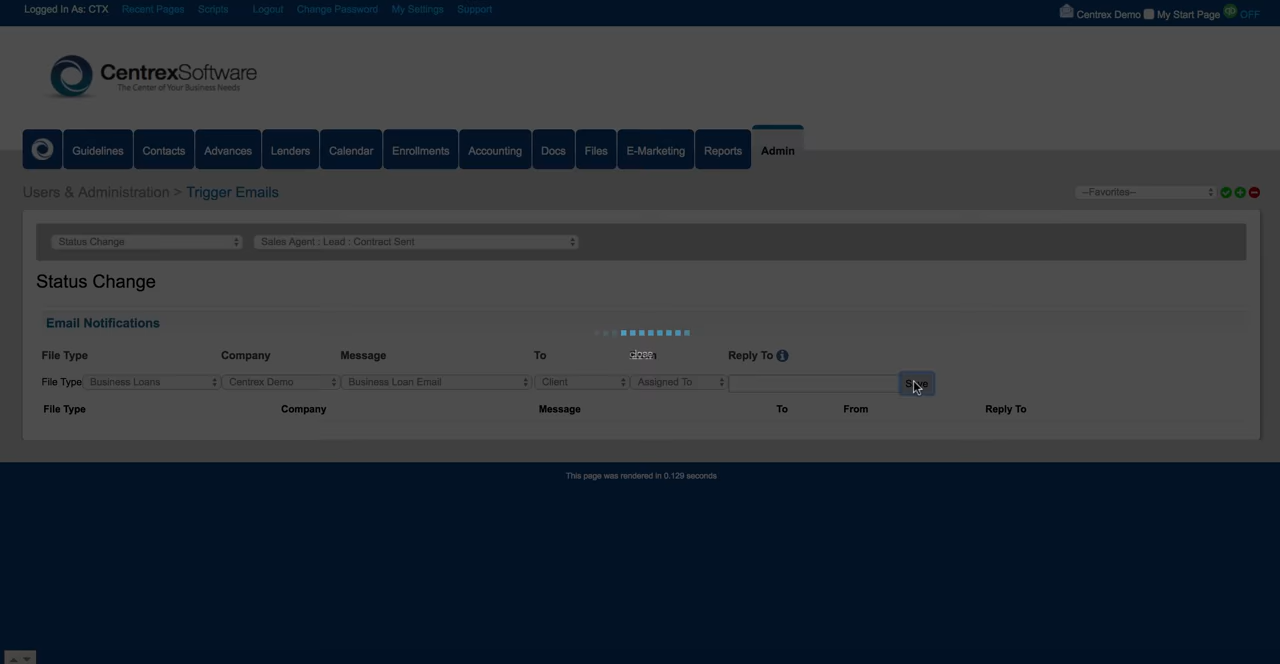 Logged In As: CTX Recent Pages Scripts Logout Change Password My Settings Support Centrex Demo My Start Page OFF
CentrexSoftware
The Center of Your Business Needs
Guidelines Contacts Advances Lenders Calendar Enrollments Accounting Docs Files E-Marketing Reports Admin
Users & Administration > Trigger Emails --Favorites--
Status Change Sales Agent : Lead : Contract Sent
Status Change
Email Notifications
close
File Type Company Message To Reply To
File Type Business Loans Centrex Demo Business Loan Email Client Assigned To Save
File Type Company Message To From Reply To
This page was rendered in 0.129 seconds